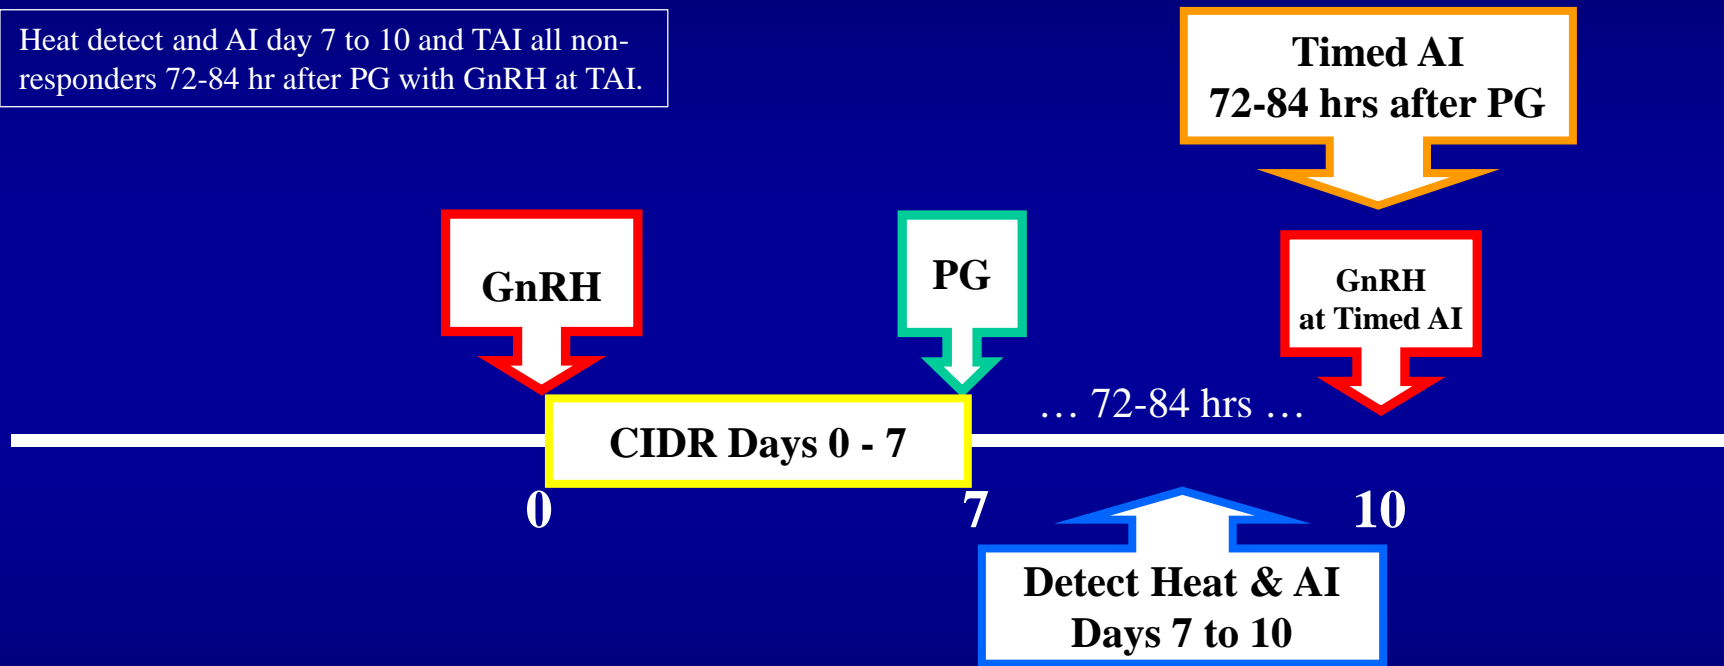 Heat detect and AI day 7 to 10 and TAI all non-
responders 72-84 hr after PG with GnRH at TAI.
Timed AI
72-84 hrs after PG
GnRH
PG
GnRH
at Timed AI
… 72-84 hrs …
CIDR Days 0 - 7
0
7
10
Detect Heat & AI
Days 7 to 10